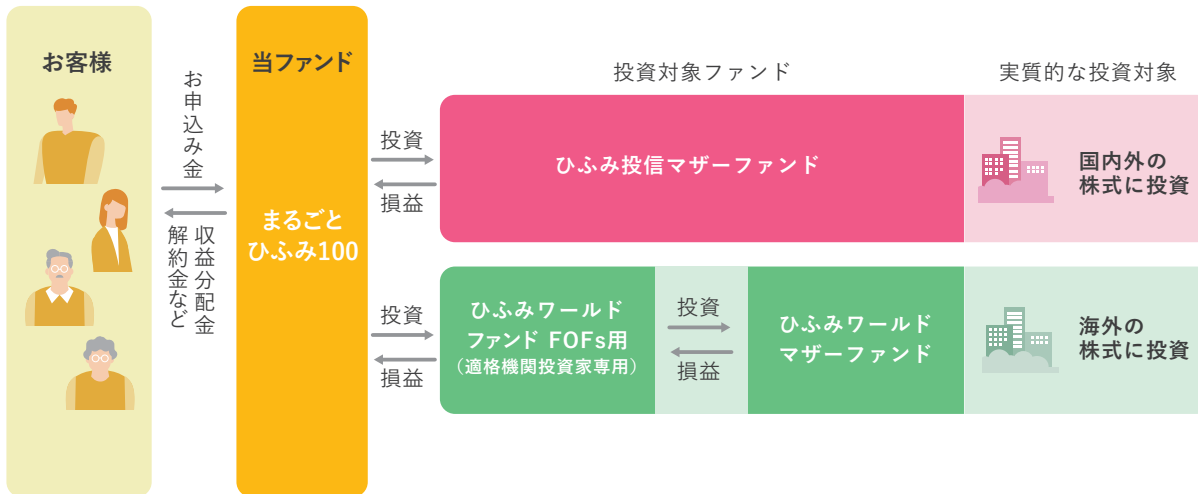 お客様
お申込み金
収益分配金
解約金など
当ファンド
まるごと
ひふみ100
投資対象ファンド
実質的な投資対象
投資
損益
ひふみ投信マザーファンド
国内外の
株式に投資
投資
損益
ひふみワールド
ファンド FOFs用
（適格機関投資家専用）
投資
損益
ひふみワールド
マザーファンド
海外の
株式に投資